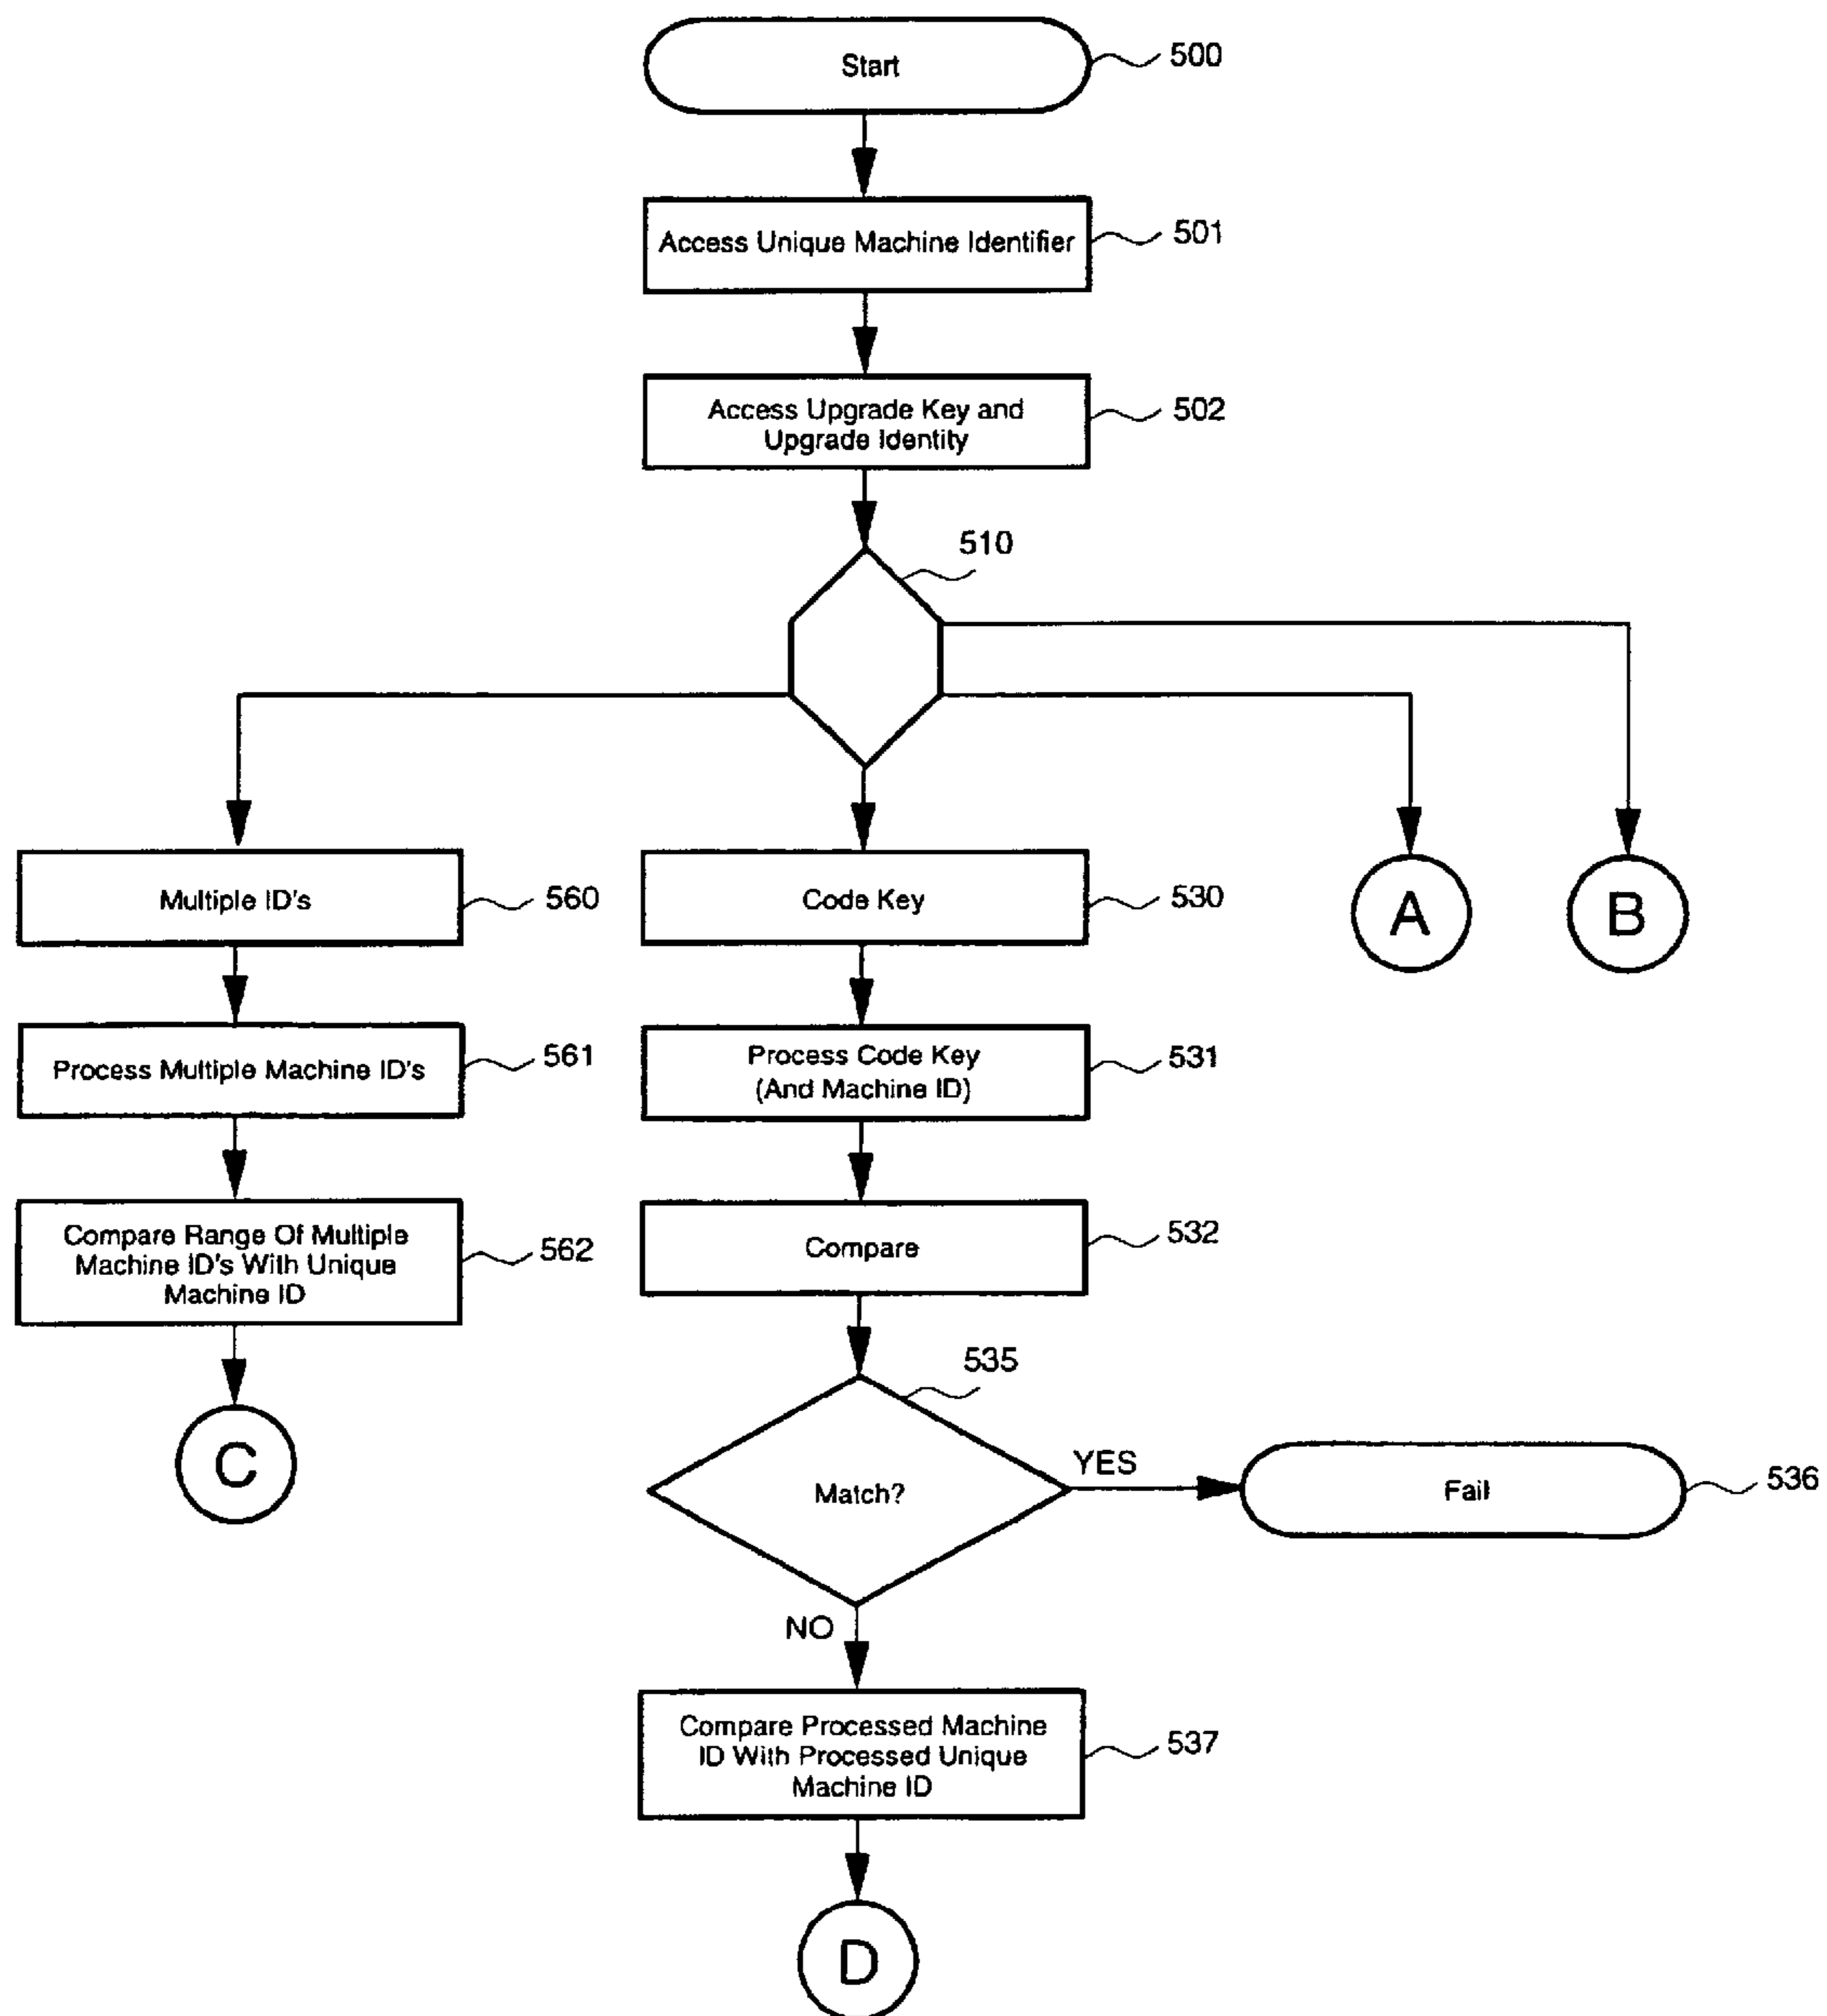 Start
500
Access Unique Machine Identifier
501
Access Upgrade Key and
Upgrade Identity
502
510
A
B
Multiple ID's
560
Code Key
530
Process Multiple Machine ID's
561
Process Code Key
(And Machine ID)
531
Compare Range Of Multiple
Machine ID's With Unique
Machine ID
562
Compare
532
C
535
Match?
YES
Fail
536
NO
Compare Processed Machine
ID With Processed Unique
Machine ID
537
D